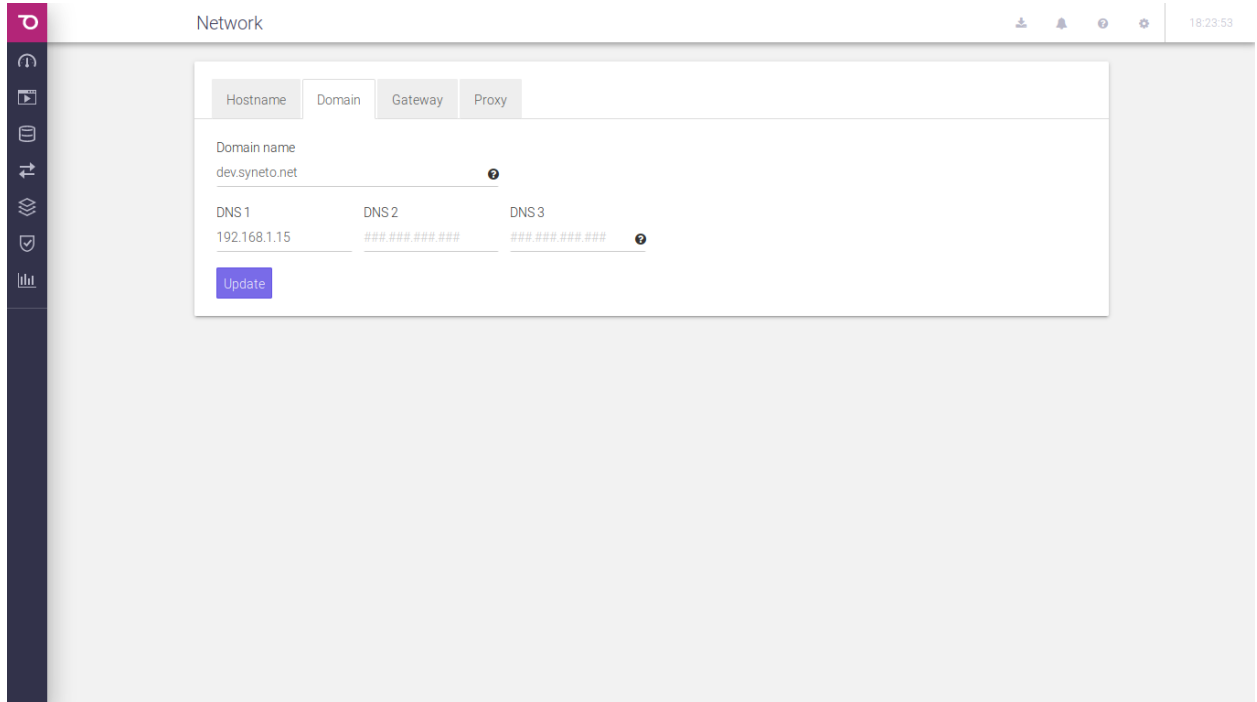 Network
18:23:53
Hostname Domain Gateway Proxy
Domain name
dev.syneto.net
DNS 1 DNS 2 DNS 3
192.168.1.15 ###.###.###.### ###.###.###.###
Update